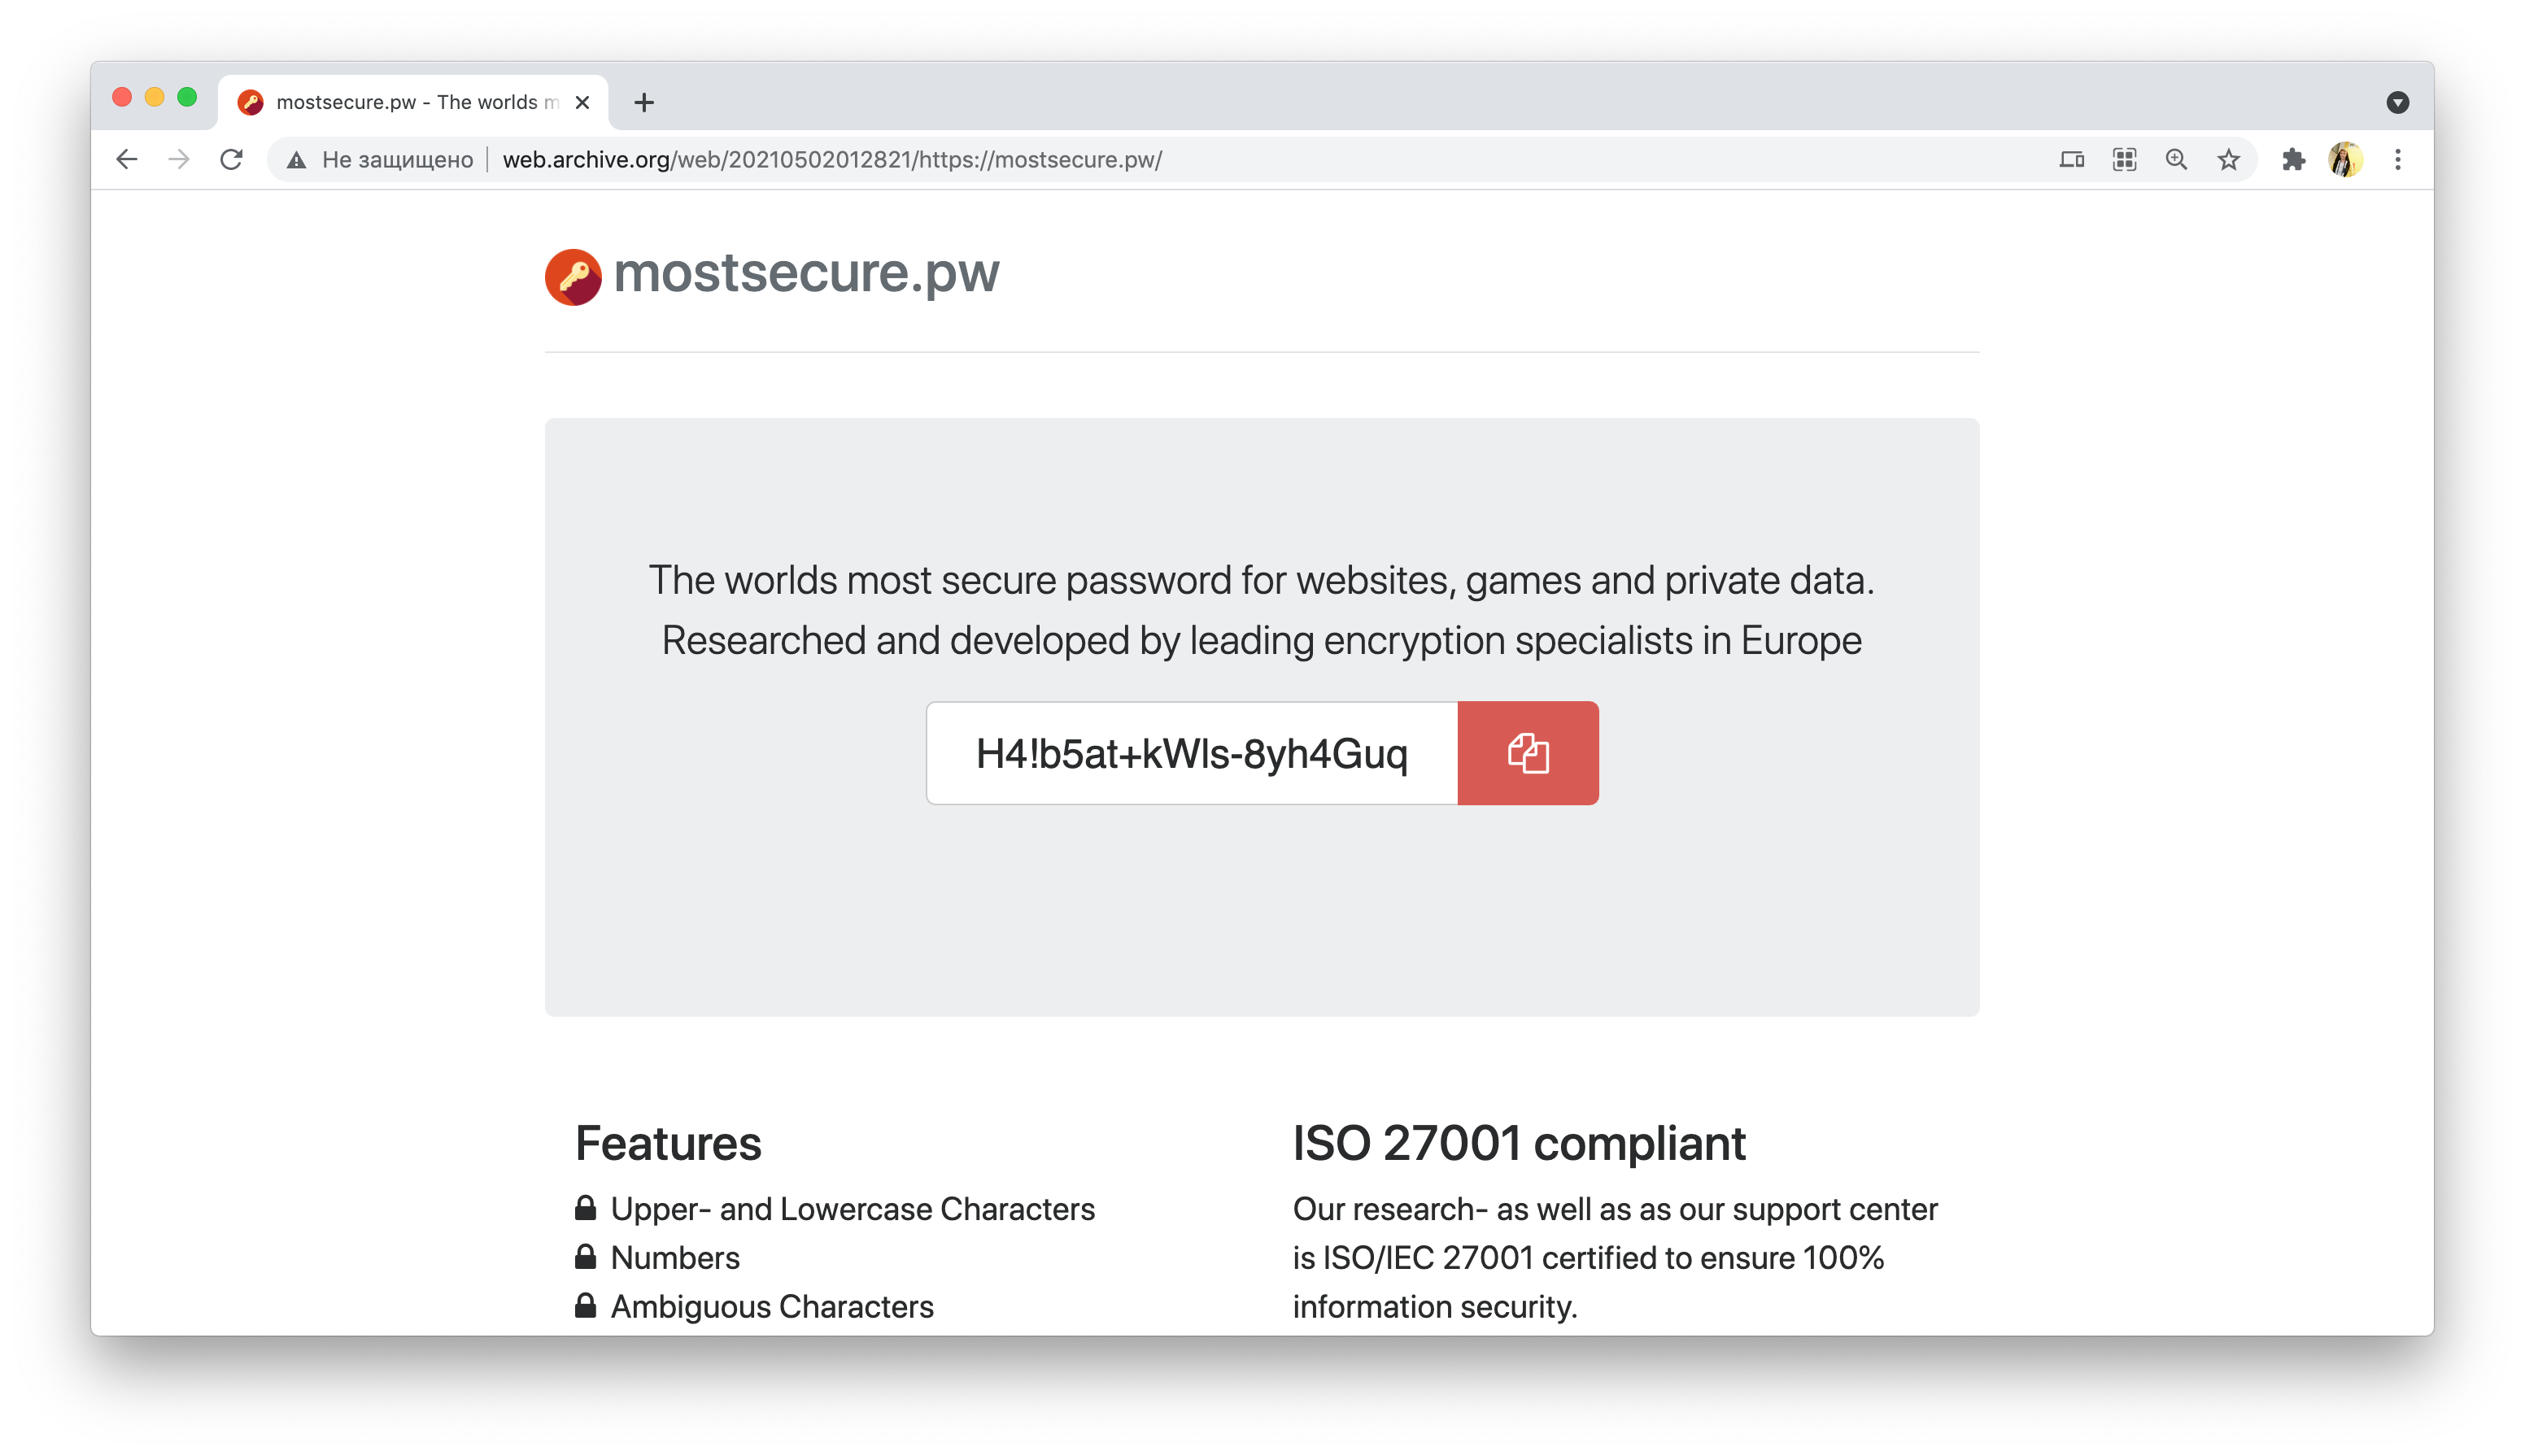 mostsecure.pw - The worlds m
Не защищено web.archive.org/web/20210502012821/https://mostsecure.pw/
mostsecure.pw
The worlds most secure password for websites, games and private data.
Researched and developed by leading encryption specialists in Europe
H4!b5at+kWls-8yh4Guq
Features
Upper- and Lowercase Characters
Numbers
Ambiguous Characters
ISO 27001 compliant
Our research- as well as as our support center
is ISO/IEC 27001 certified to ensure 100%
information security.